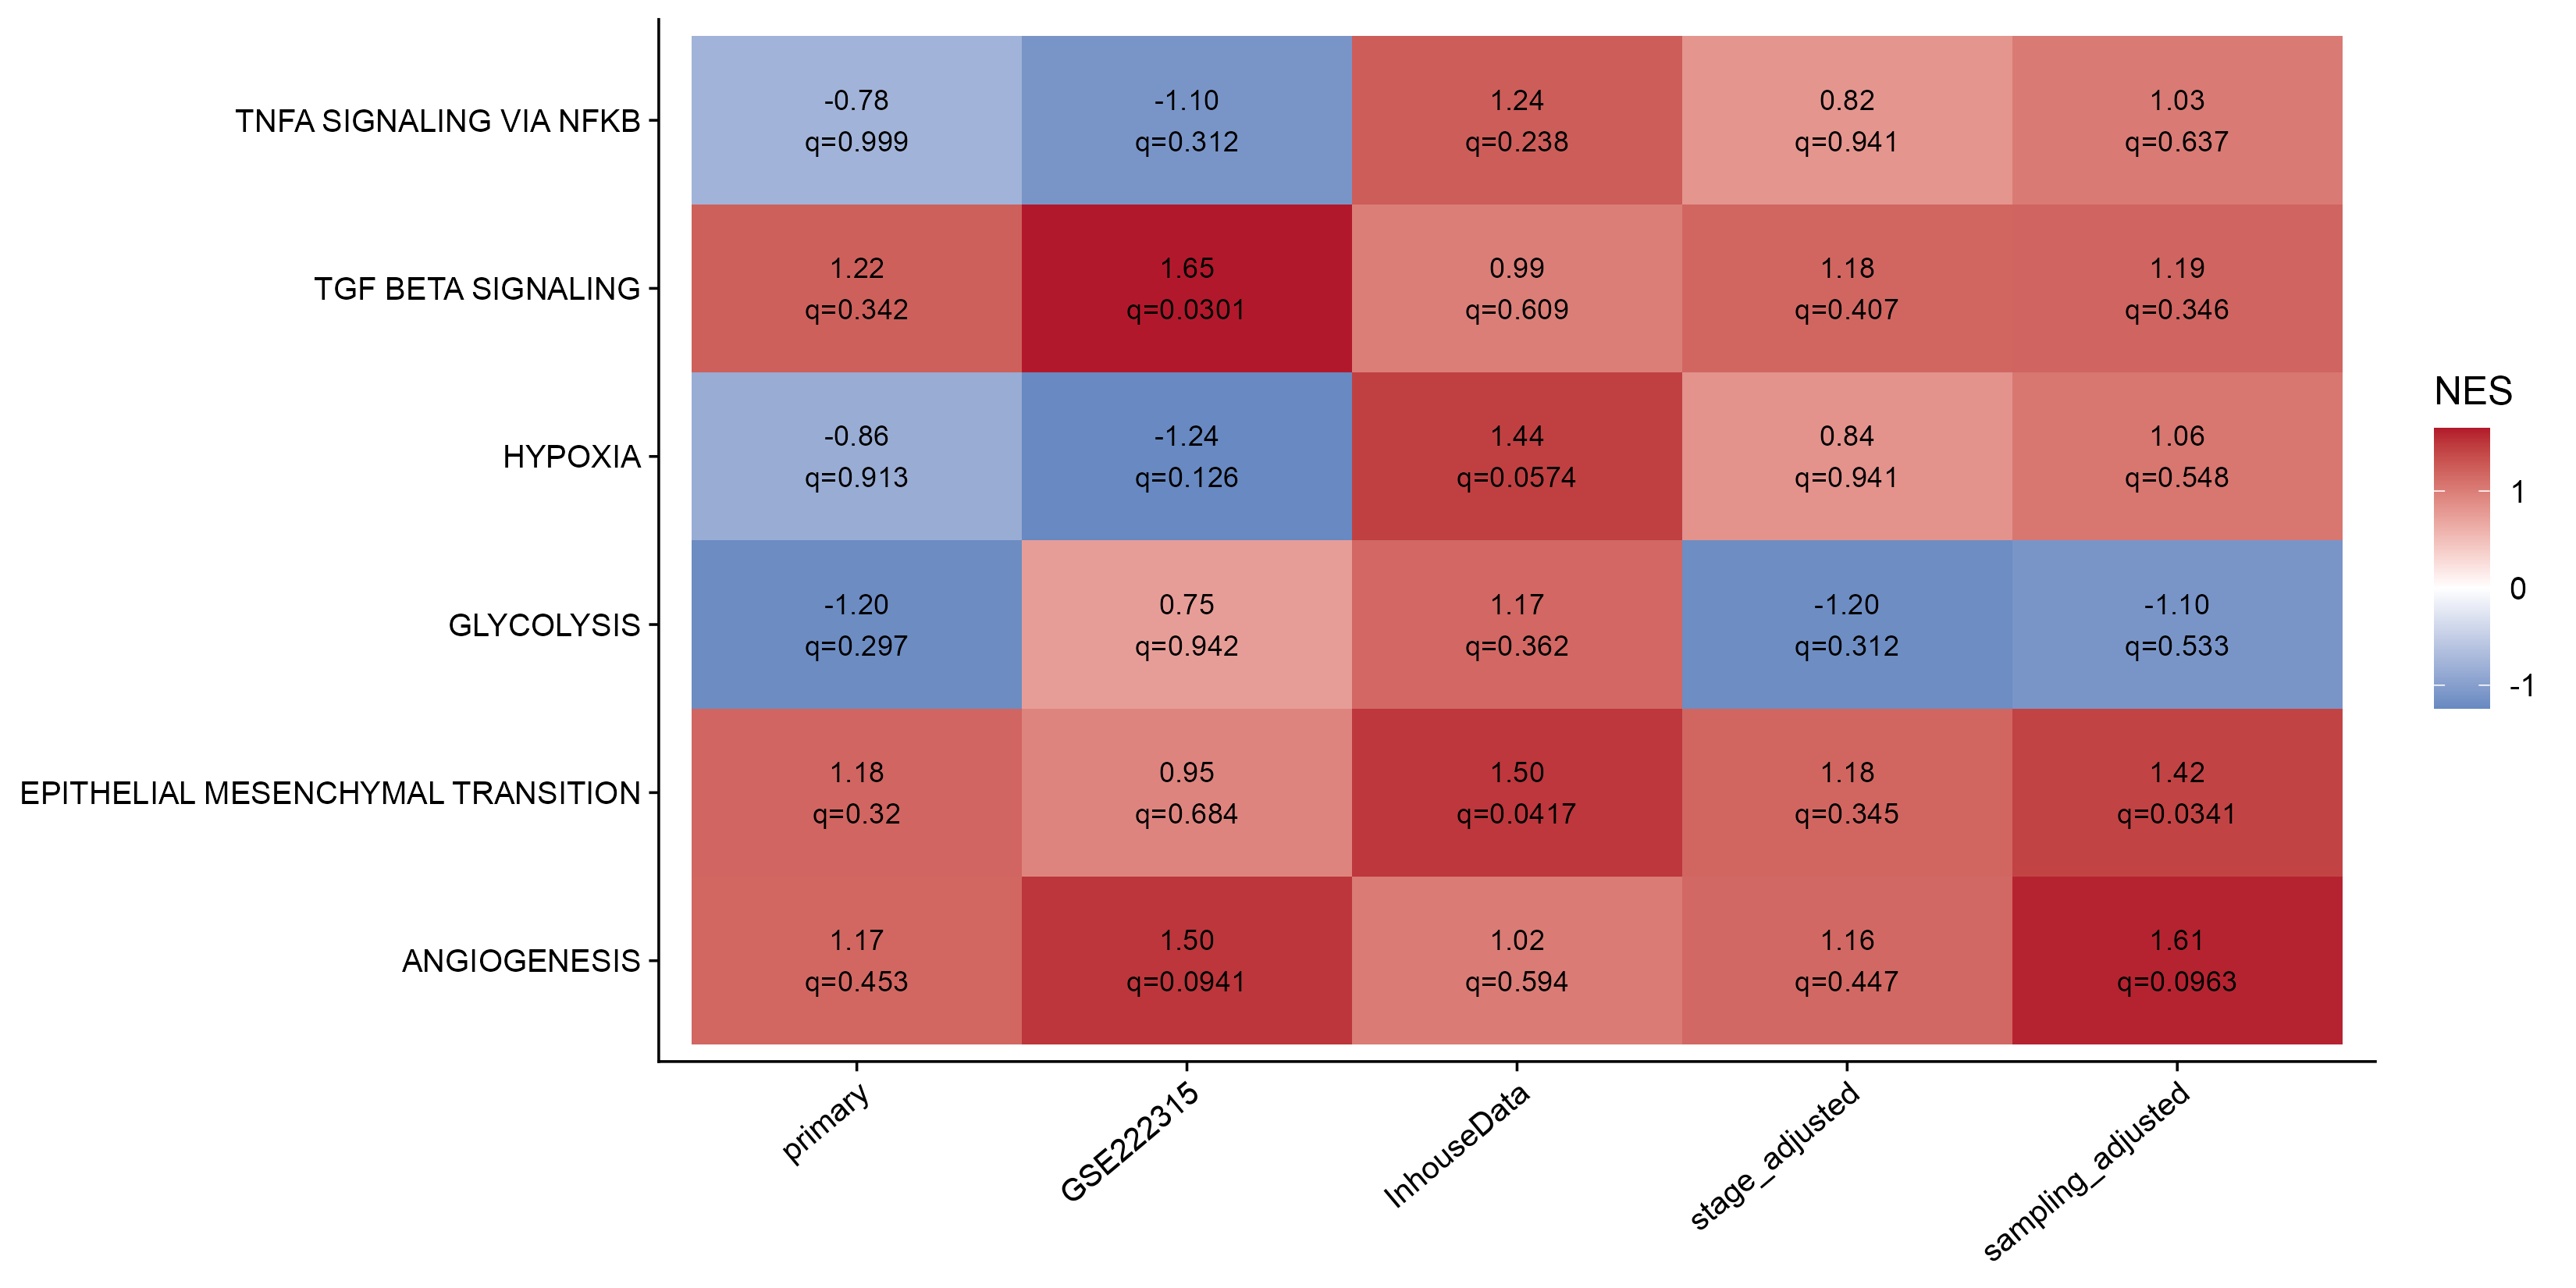 TNFA SIGNALING VIA NFKB
-0.78
q=0.999
-1.10
q=0.312
1.24
q=0.238
0.82
q=0.941
1.03
q=0.637
TGF BETA SIGNALING
1.22
q=0.342
1.65
q=0.0301
0.99
q=0.609
1.18
q=0.407
1.19
q=0.346
HYPOXIA
-0.86
q=0.913
-1.24
q=0.126
1.44
q=0.0574
0.84
q=0.941
1.06
q=0.548
GLYCOLYSIS
-1.20
q=0.297
0.75
q=0.942
1.17
q=0.362
-1.20
q=0.312
-1.10
q=0.533
EPITHELIAL MESENCHYMAL TRANSITION
1.18
q=0.32
0.95
q=0.684
1.50
q=0.0417
1.18
q=0.345
1.42
q=0.0341
ANGIOGENESIS
1.17
q=0.453
1.50
q=0.0941
1.02
q=0.594
1.16
q=0.447
1.61
q=0.0963
primary
GSE222315
InhouseData
stage_adjusted
sampling_adjusted
NES
1
0
-1